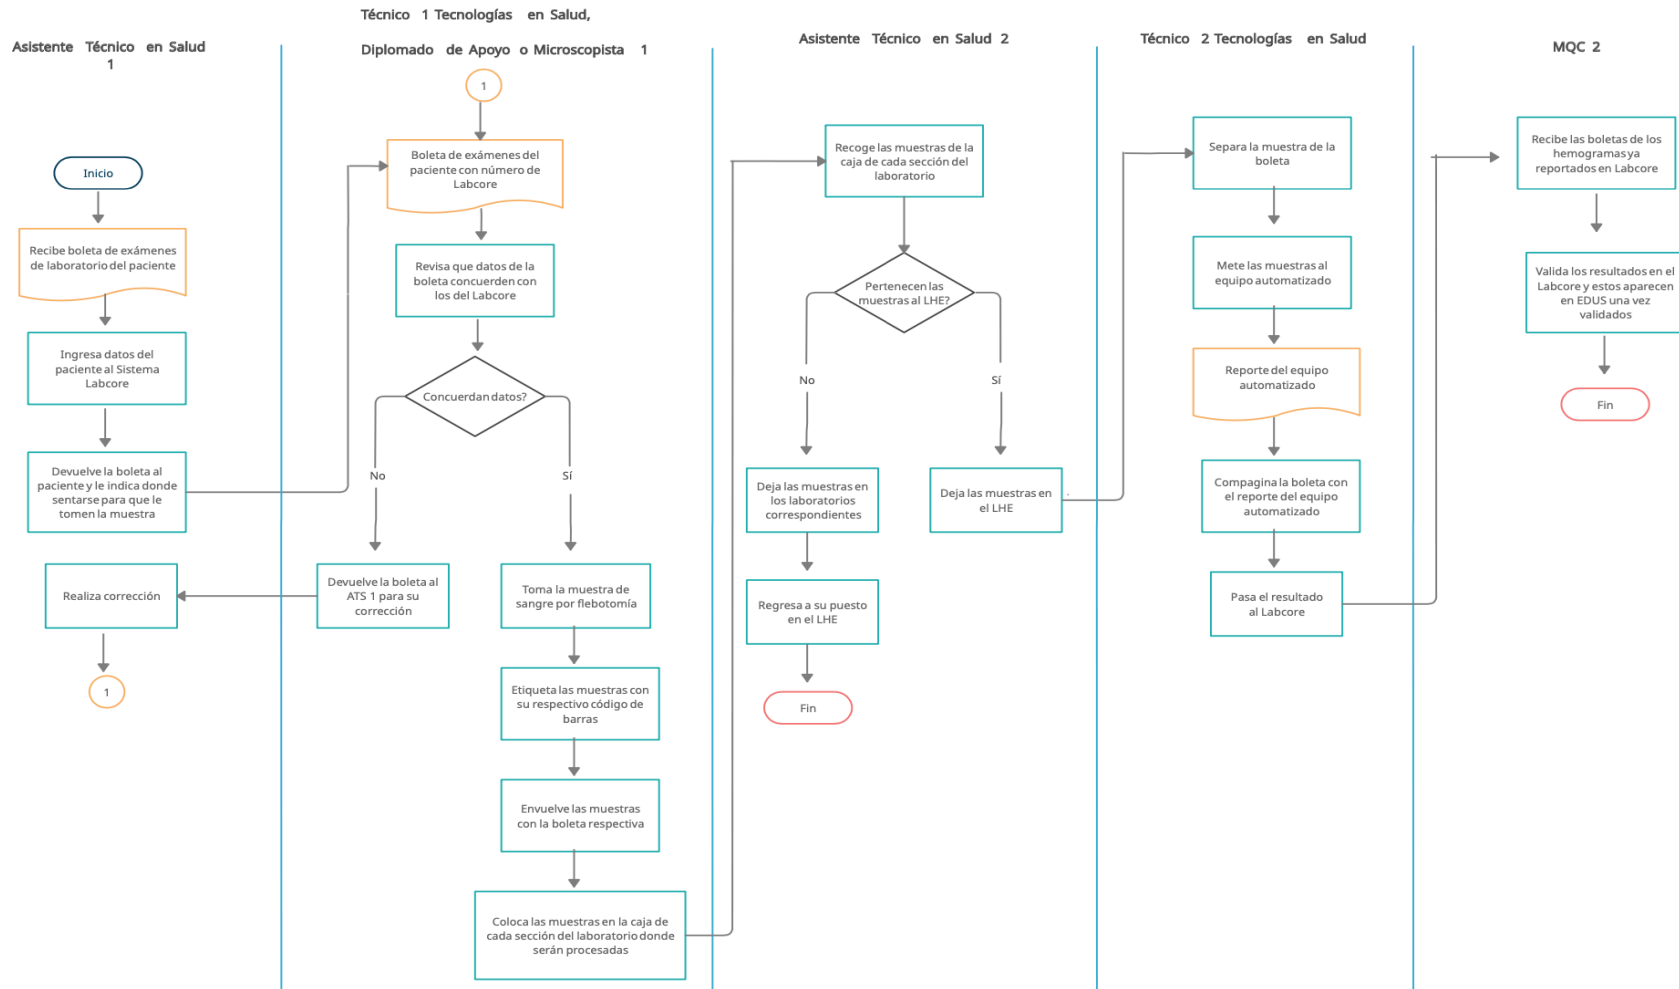 Asistente Técnico en Salud
1
Inicio
Recibe boleta de exámenes
de laboratorio del paciente
Ingresa datos del
paciente al Sistema
Labcore
Devuelve la boleta al
paciente y le indica donde
sentarse para que le
tomen la muestra
Realiza corrección
1
Técnico 1 Tecnologías en Salud,
Diplomado de Apoyo o Microscopista 1
1
Boleta de exámenes del
paciente con número de
Labcore
Revisa que datos de la
boleta concuerden con
los del Labcore
Concuerdan datos?
No
Sí
Devuelve la boleta al
ATS 1 para su
corrección
Toma la muestra de
sangre por flebotomía
Etiqueta las muestras con
su respectivo código de
barras
Envuelve las muestras
con la boleta respectiva
Coloca las muestras en la caja de
cada sección del laboratorio donde
serán procesadas
Asistente Técnico en Salud 2
Recoge las muestras de la
caja de cada sección del
laboratorio
Pertenecen las
muestras al LHE?
No
Sí
Deja las muestras en
los laboratorios
correspondientes
Deja las muestras en
el LHE
Regresa a su puesto
en el LHE
Fin
Técnico 2 Tecnologías en Salud
Separa la muestra de la
boleta
Mete las muestras al
equipo automatizado
Reporte del equipo
automatizado
Compagina la boleta con
el reporte del equipo
automatizado
Pasa el resultado
al Labcore
MQC 2
Recibe las boletas de los
hemogramas ya
reportados en Labcore
Valida los resultados en el
Labcore y estos aparecen
en EDUS una vez
validados
Fin